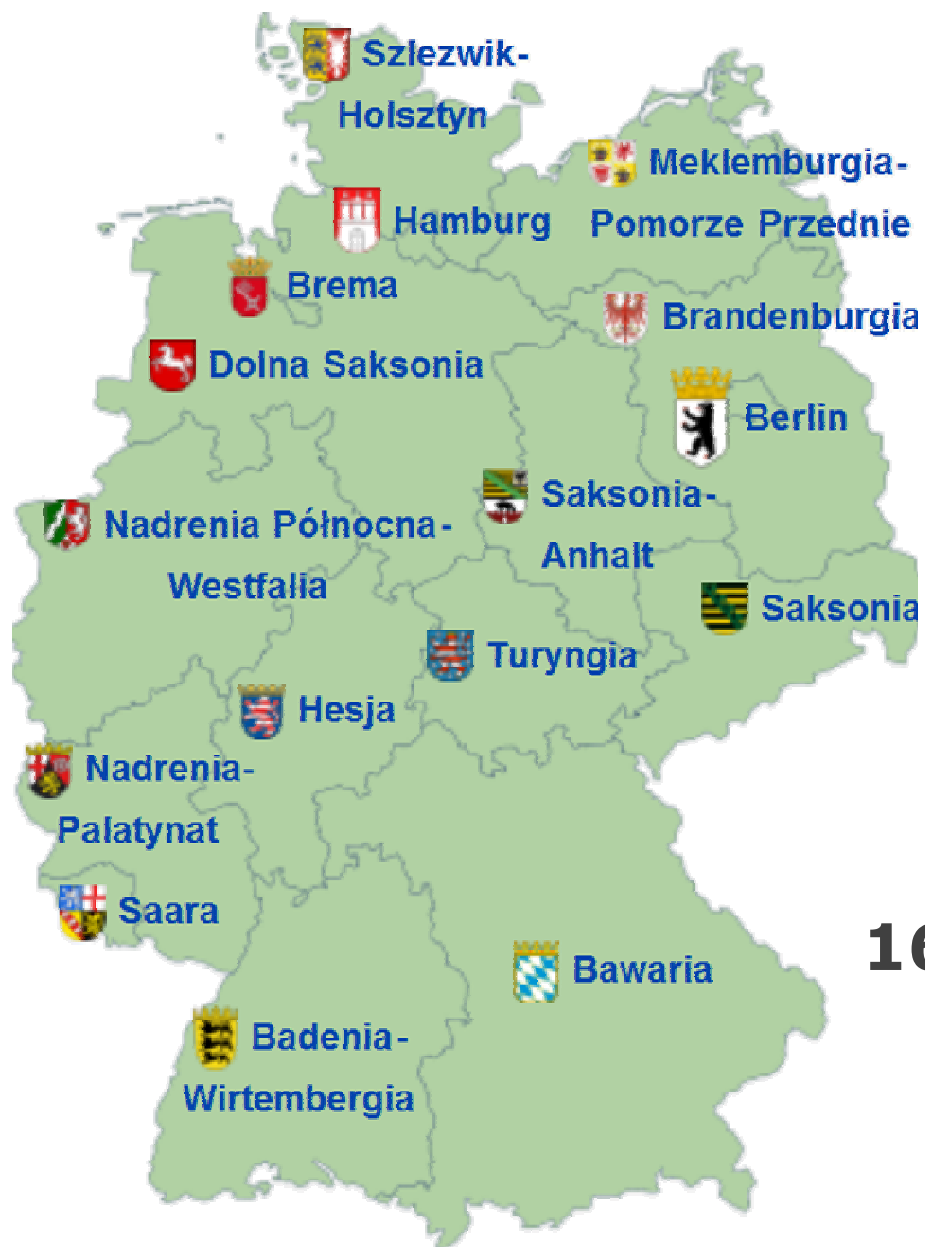 Szlezwik-
Holsztyn
Meklemburgia-
Pomorze Przednie
Hamburg
Brema
Brandenburgia
Dolna Saksonia
Berlin
Saksonia-
Anhalt
Nadrenia Północna-
Westfalia
Saksonia
Turyngia
Hesja
Nadrenia-
Palatynat
Saara
16
Bawaria
Badenia-
Wirtembergia